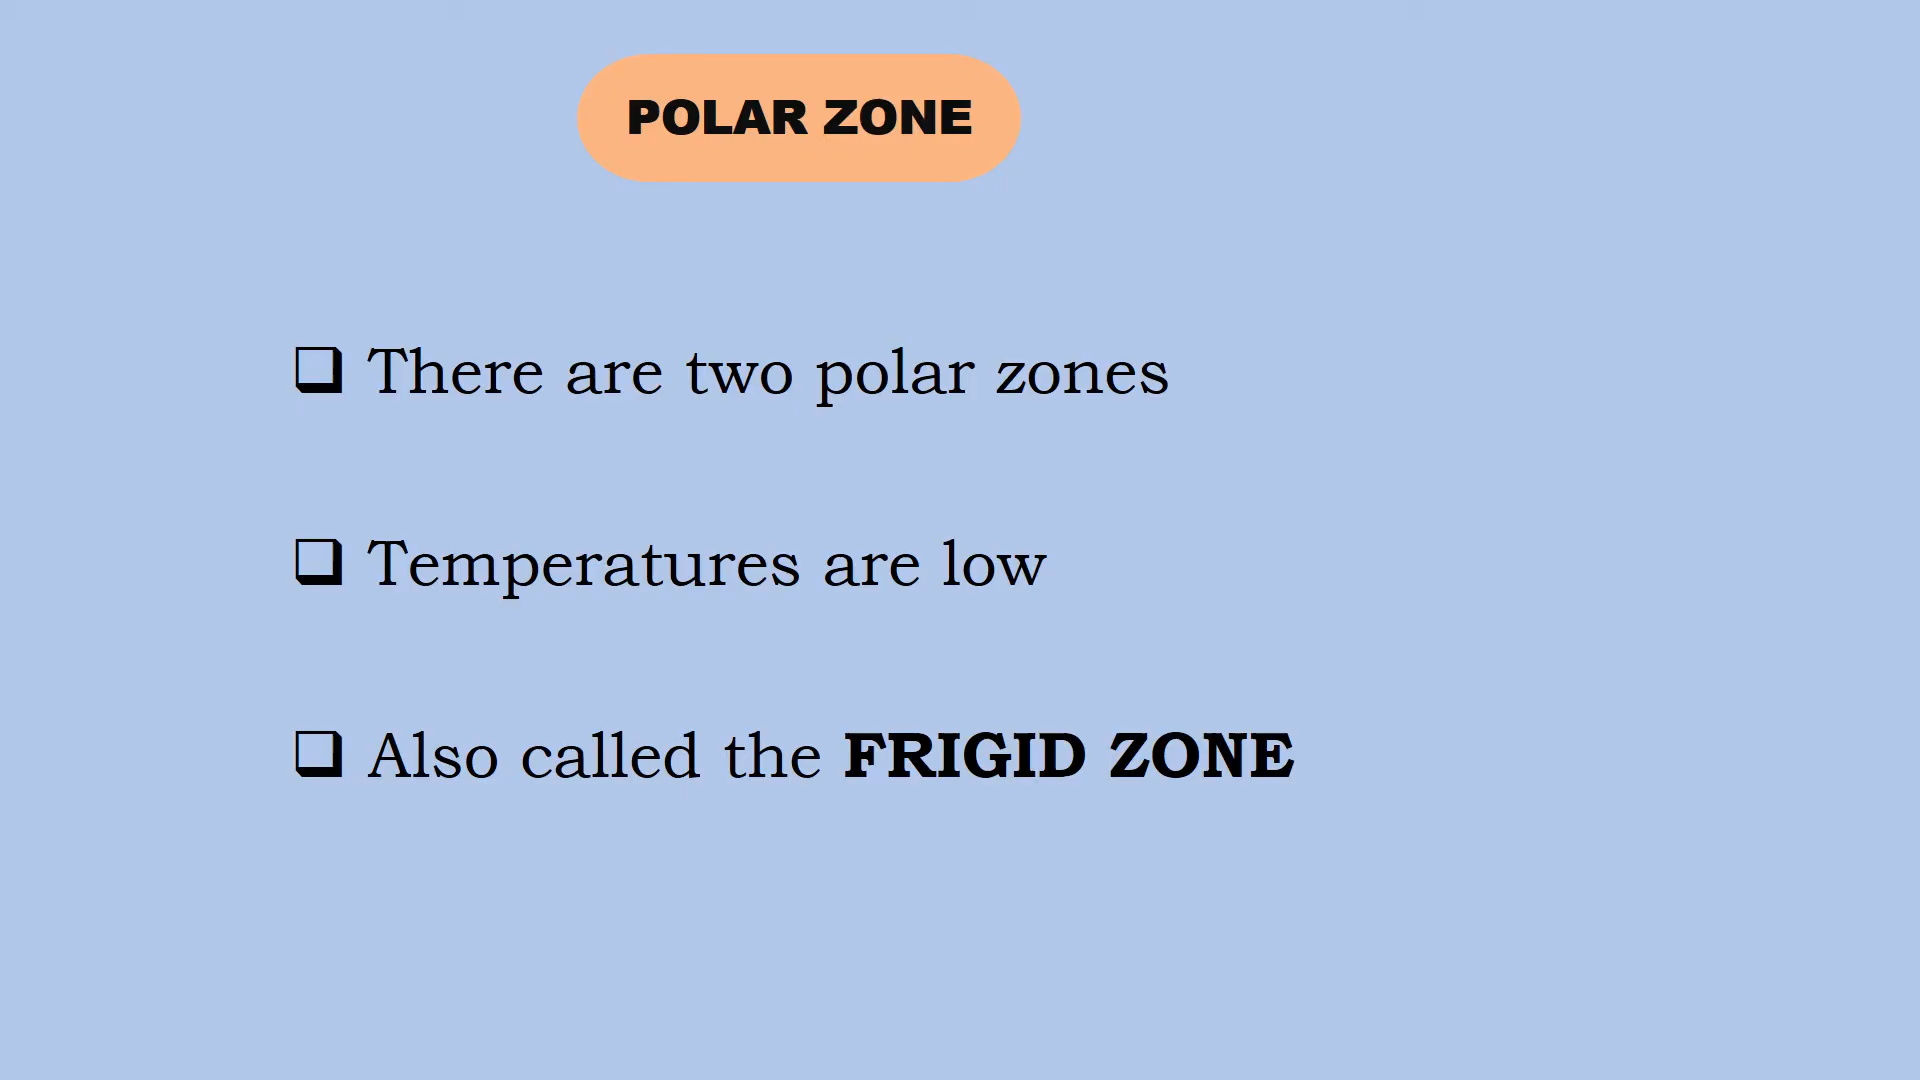 POLAR ZONE
❑ There are two polar zones
❑ Temperatures are low
❑ Also called the FRIGID ZONE